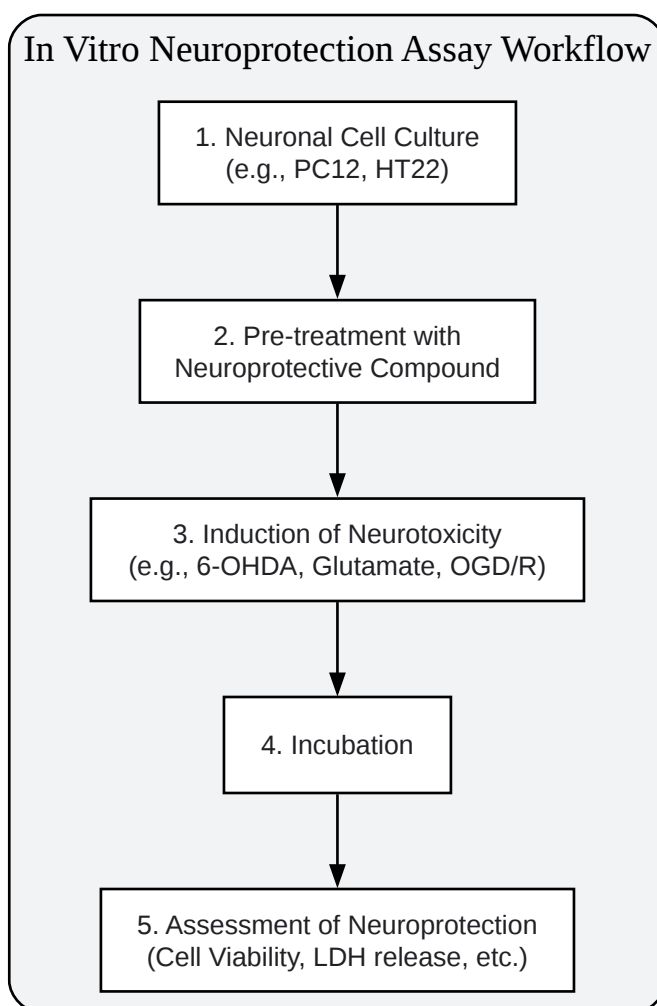 In Vitro Neuroprotection Assay Workflow
1. Neuronal Cell Culture
(e.g., PC12, HT22)
2. Pre-treatment with
Neuroprotective Compound
3. Induction of Neurotoxicity
(e.g., 6-OHDA, Glutamate, OGD/R)
4. Incubation
5. Assessment of Neuroprotection
(Cell Viability, LDH release, etc.)